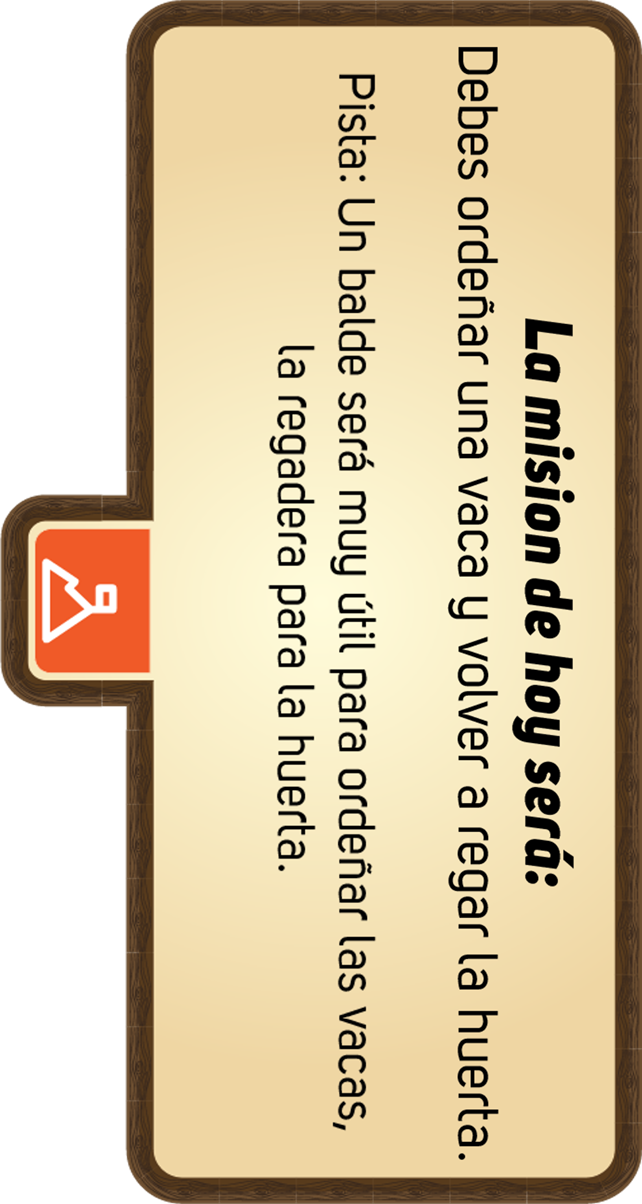 La mision de hoy será:
Debes ordeñar una vaca y volver a regar la huerta.
Pista: Un balde será muy útil para ordeñar las vacas,
la regadera para la huerta.